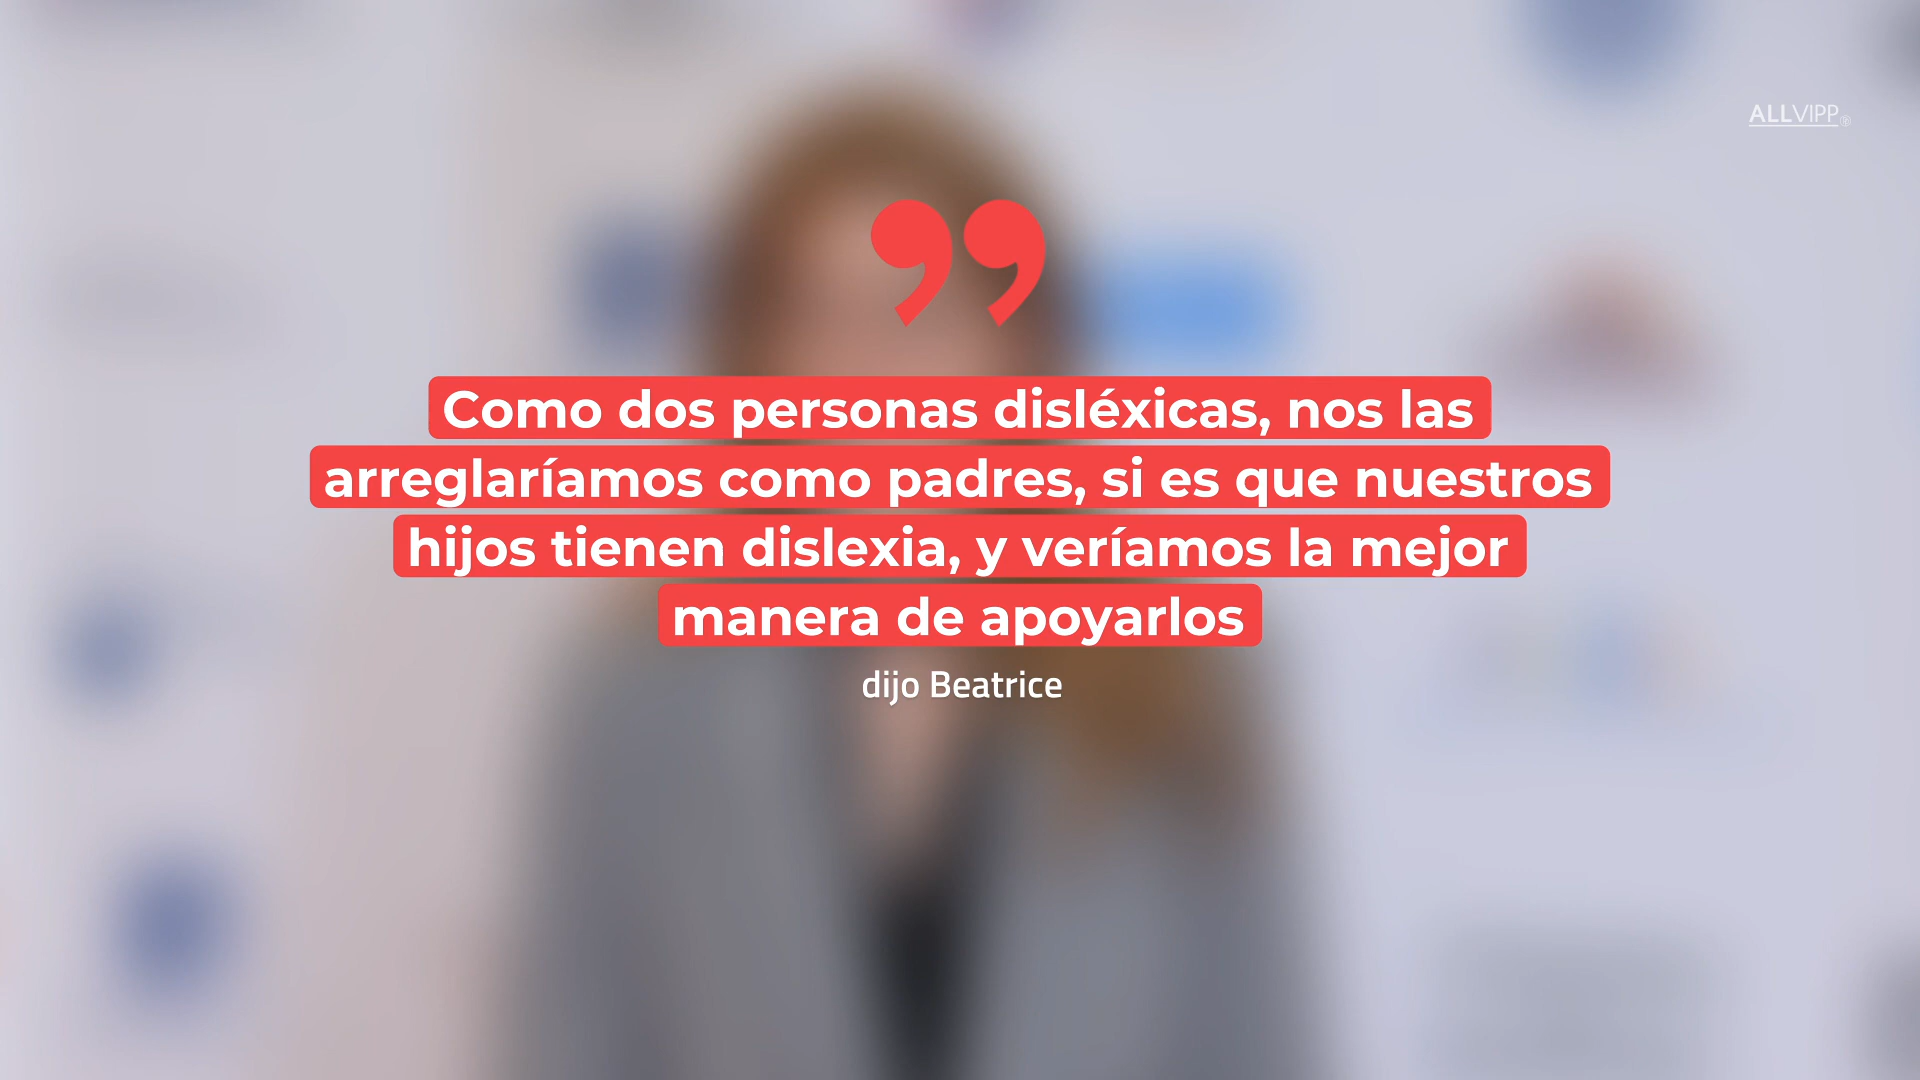 ALLVIPP
Como dos personas disléxicas, nos las
arreglaríamos como padres, si es que nuestros
hijos tienen dislexia, y veríamos la mejor
manera de apoyarlos
dijo Beatrice